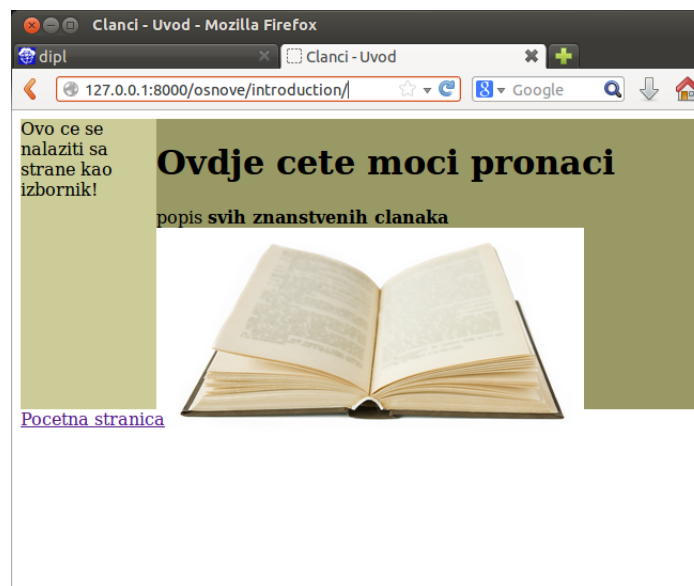 Clanci - Uvod - Mozilla Firefox
dipl
Clanci - Uvod
127.0.0.1:8000/osnove/introduction/
Google
Ovo ce se
nalaziti sa
strane kao
izbornik!
Ovdje cete moci pronaci
popis svih znanstvenih clanaka
Pocetna stranica